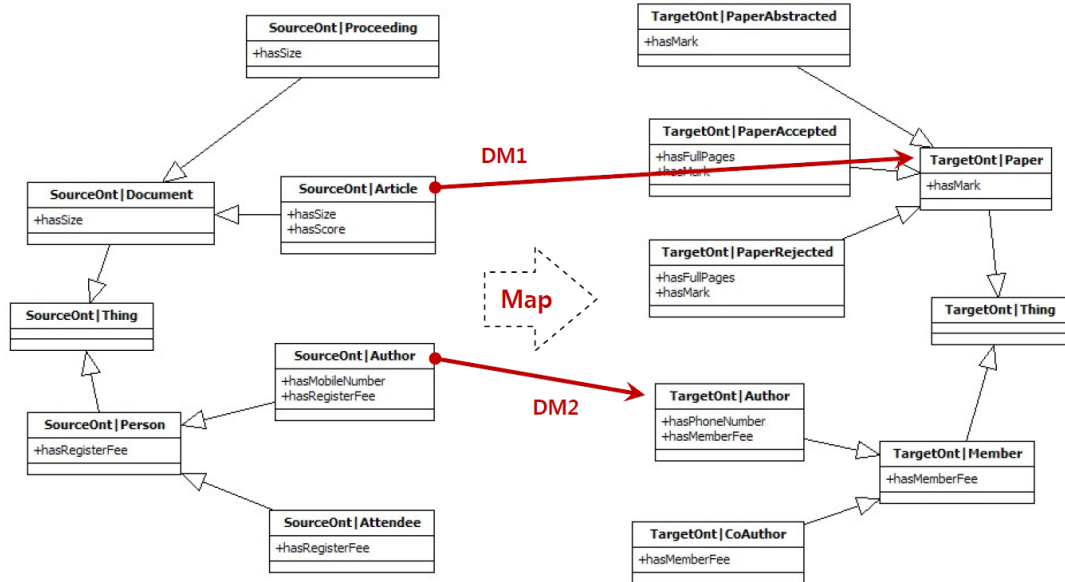 SourceOnt|Proceeding
+hasSize
TargetOnt|PaperAbstracted
+hasMark
TargetOnt|PaperAccepted
+hasFullPages
+hasMark
DM1
TargetOnt|Paper
+hasMark
SourceOnt|Document
+hasSize
SourceOnt|Article
+hasSize
+hasScore
TargetOnt|PaperRejected
+hasFullPages
+hasMark
Map
SourceOnt|Thing
TargetOnt|Thing
SourceOnt|Author
+hasMobileNumber
+hasRegisterFee
DM2
TargetOnt|Author
+hasPhoneNumber
+hasMemberFee
SourceOnt|Person
+hasRegisterFee
TargetOnt|Member
+hasMemberFee
SourceOnt|Attendee
+hasRegisterFee
TargetOnt|CoAuthor
+hasMemberFee